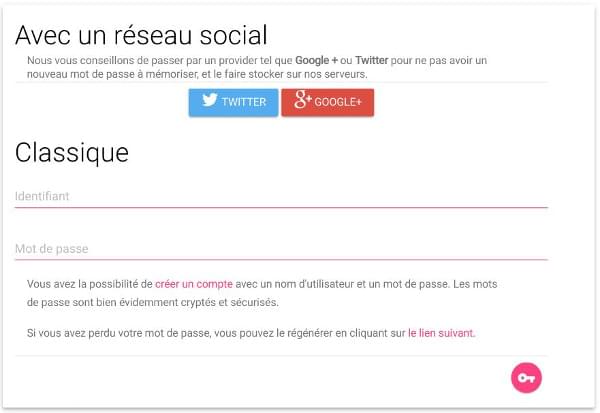 Avec un réseau social
Nous vous conseillons de passer par un provider tel que Google + ou Twitter pour ne pas avoir un
nouveau mot de passe à mémoriser, et le faire stocker sur nos serveurs.
TWITTER
g+ GOOGLE+
Classique
Identifiant
Mot de passe
Vous avez la possibilité de créer un compte avec un nom d'utilisateur et un mot de passe. Les mots
de passe sont bien évidemment cryptés et sécurisés.
Si vous avez perdu votre mot de passe, vous pouvez le régénérer en cliquant sur le lien suivant.